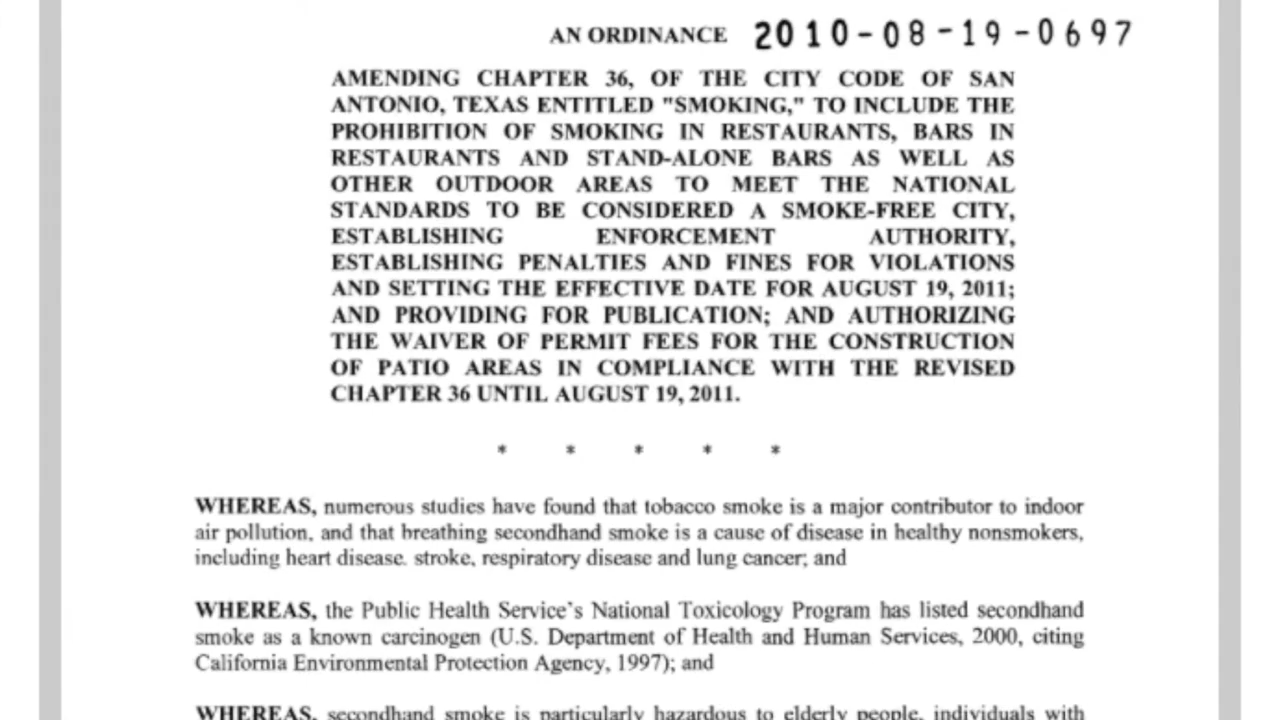 AN ORDINANCE 2010-08-19-0697
AMENDING CHAPTER 36, OF THE CITY CODE OF SAN
ANTONIO, TEXAS ENTITLED "SMOKING," TO INCLUDE THE
PROHIBITION OF SMOKING IN RESTAURANTS, BARS IN
RESTAURANTS AND STAND-ALONE BARS AS WELL AS
OTHER OUTDOOR AREAS TO MEET THE NATIONAL
STANDARDS TO BE CONSIDERED A SMOKE-FREE CITY,
ESTABLISHING ENFORCEMENT AUTHORITY,
ESTABLISHING PENALTIES AND FINES FOR VIOLATIONS
AND SETTING THE EFFECTIVE DATE FOR AUGUST 19, 2011;
AND PROVIDING FOR PUBLICATION; AND AUTHORIZING
THE WAIVER OF PERMIT FEES FOR THE CONSTRUCTION
OF PATIO AREAS IN COMPLIANCE WITH THE REVISED
CHAPTER 36 UNTIL AUGUST 19, 2011.
* * * * *
WHEREAS, numerous studies have found that tobacco smoke is a major contributor to indoor
air pollution, and that breathing secondhand smoke is a cause of disease in healthy nonsmokers,
including heart disease, stroke, respiratory disease and lung cancer; and
WHEREAS, the Public Health Service's National Toxicology Program has listed secondhand
smoke as a known carcinogen (U.S. Department of Health and Human Services, 2000, citing
California Environmental Protection Agency, 1997); and
WHEREAS, secondhand smoke is particularly hazardous to elderly people, individuals with